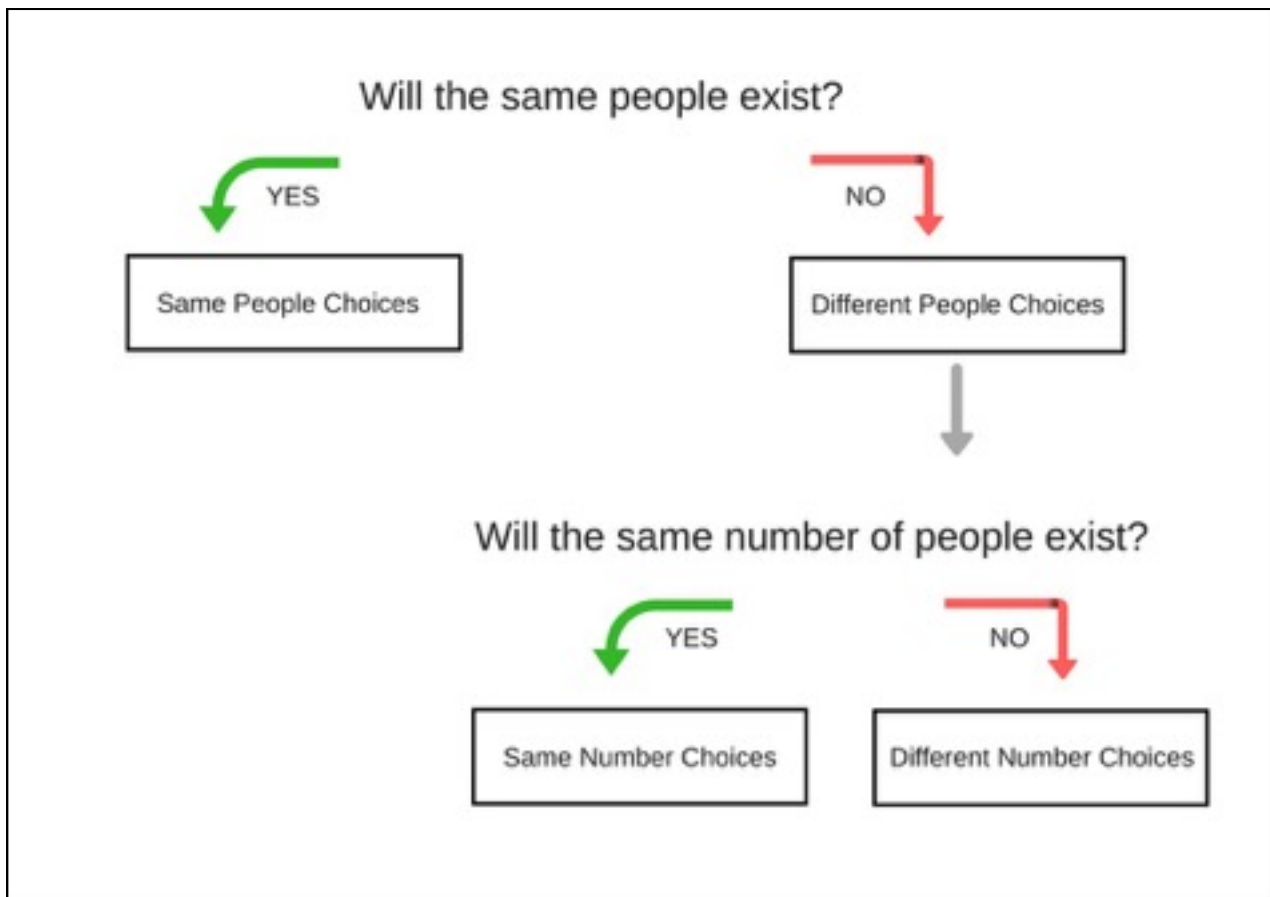 Will the same people exist?
YES
NO
Same People Choices
Different People Choices
Will the same number of people exist?
YES
NO
Same Number Choices
Different Number Choices